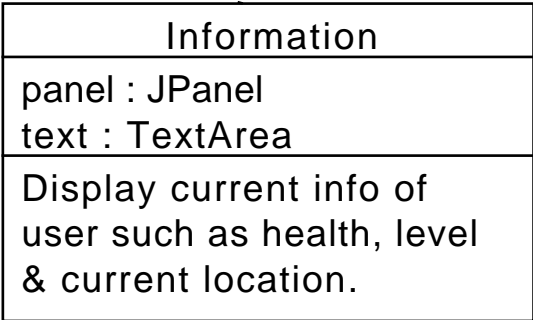 Information
panel : JPanel
text : TextArea
Display current info of
user such as health, level
& current location.